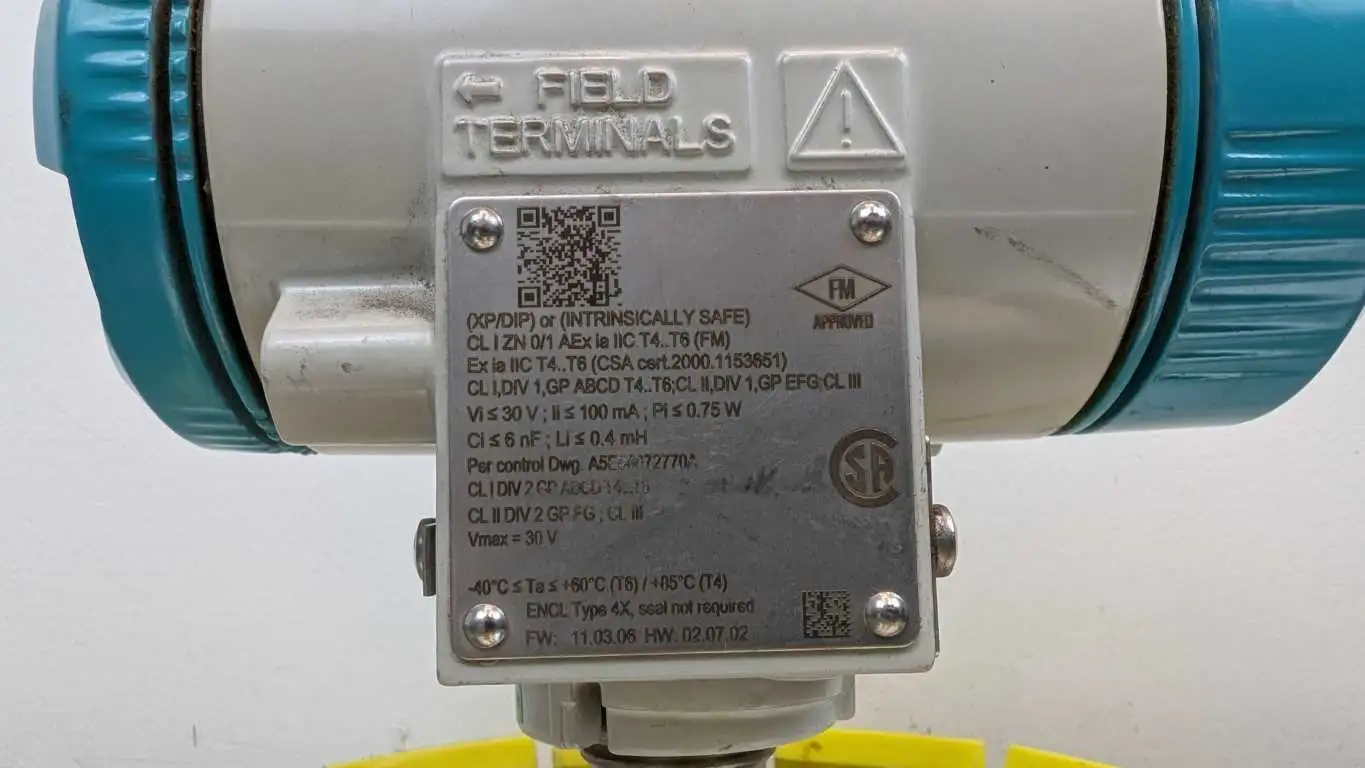 ← FIELD
TERMINALS
FM
APPROVED
(XP/DIP) or (INTRINSICALLY SAFE)
CL I ZN 0/1 AEx ia IIC T4..T6 (FM)
Ex ia IIC T4..T6 (CSA cert.2000.1153651)
CL I,DIV 1,GP ABCD T4..T6;CL II,DIV 1,GP EFG;CL III
Vi ≤ 30 V ; Ii ≤ 100 mA ; Pi ≤ 0.75 W
Ci ≤ 6 nF ; Li ≤ 0.4 mH
Per control Dwg.
CL I DIV 2 GP ABCD T4..T6
CL II DIV 2 GP FG ; CL III
Vmax = 30 V
SA
-40°C ≤ Ta ≤ +60°C (T6) / +85°C (T4)
ENCL Type 4X, seal not required
FW: 11.03.06 HW: 02.07.02